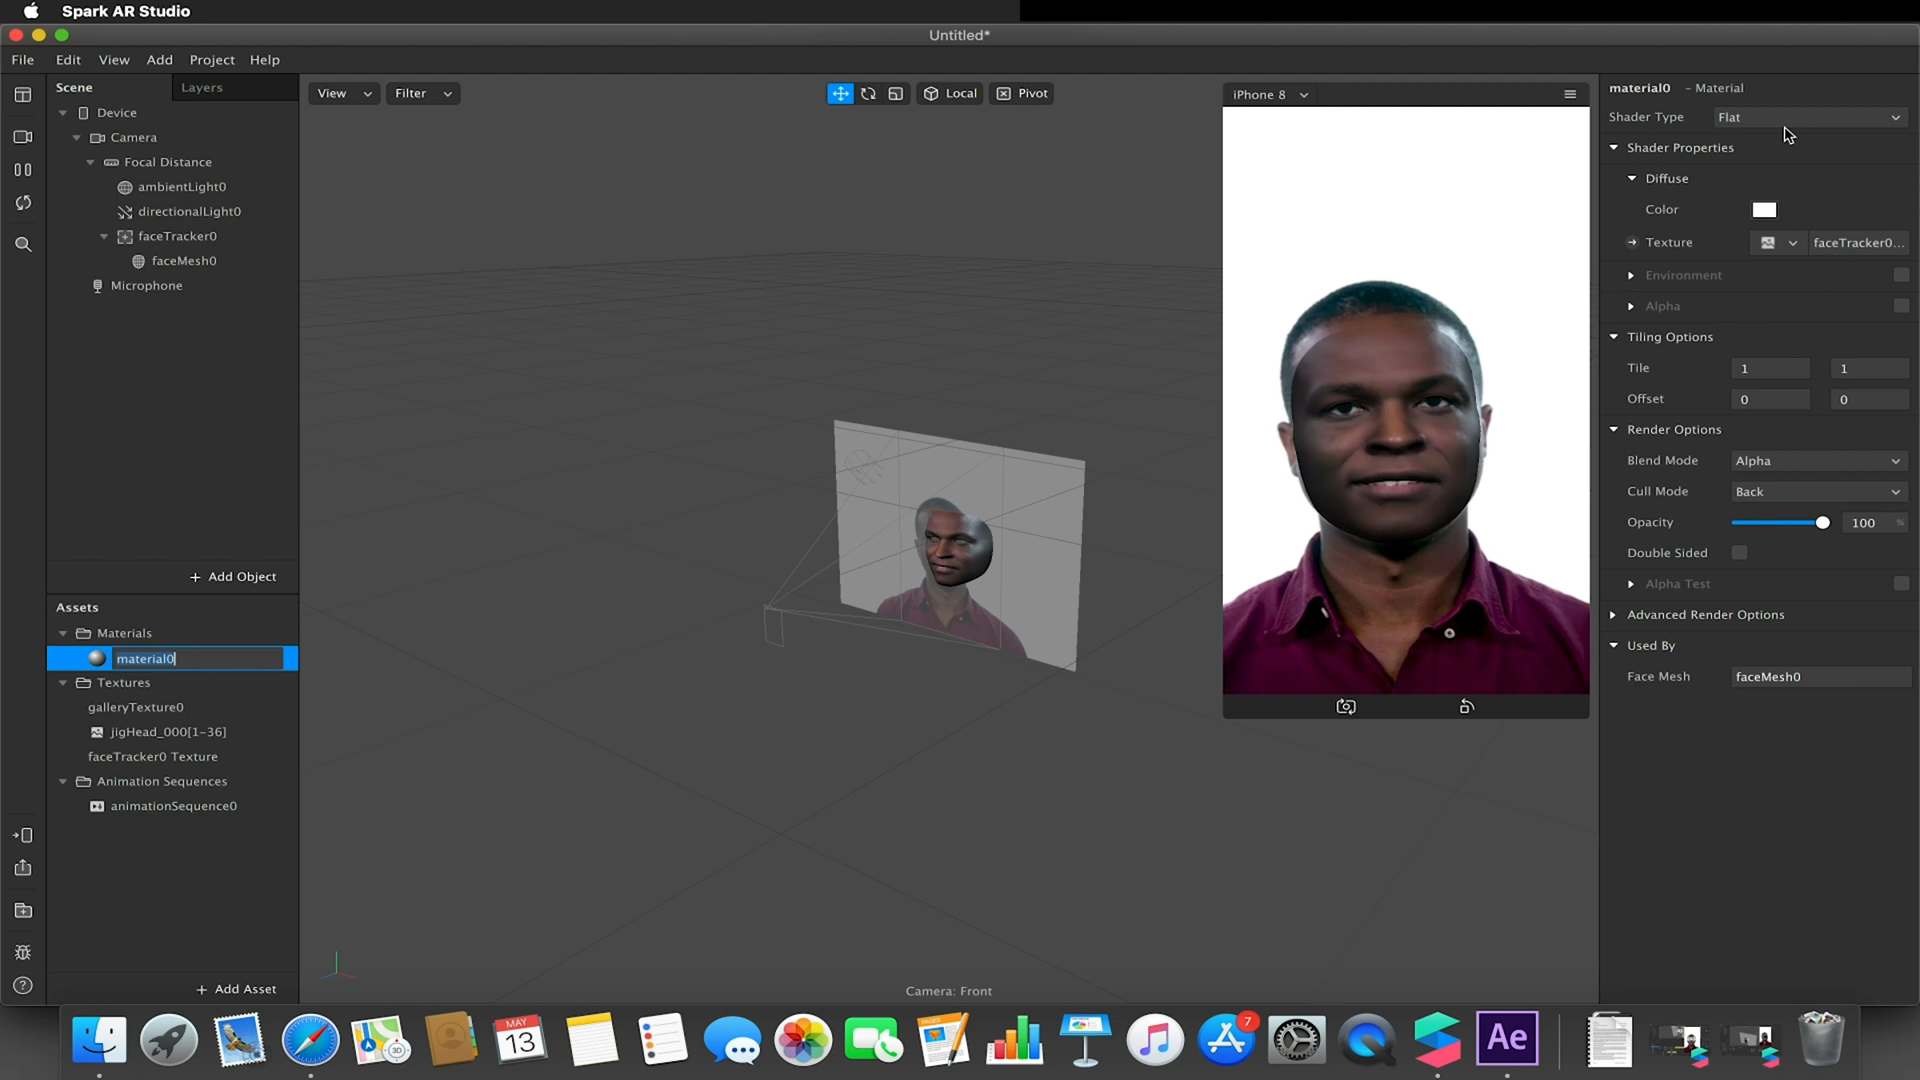 Spark AR Studio
Untitled*
File Edit View Add Project Help
Scene Layers
Device
Camera
Focal Distance
ambientLight0
directionalLight0
faceTracker0
faceMesh0
Microphone
+ Add Object
Assets
Materials
material0
Textures
galleryTexture0
jigHead_000[1-36]
faceTracker0 Texture
Animation Sequences
animationSequence0
+ Add Asset
View Filter
Local Pivot
Camera: Front
iPhone 8
material0 - Material
Shader Type Flat
Shader Properties
Diffuse
Color
Texture faceTracker0...
Environment
Alpha
Tiling Options
Tile 1 1
Offset 0 0
Render Options
Blend Mode Alpha
Cull Mode Back
Opacity 100 %
Double Sided
Alpha Test
Advanced Render Options
Used By
Face Mesh faceMesh0
3D
MAY
13
PAGES
7
Ae